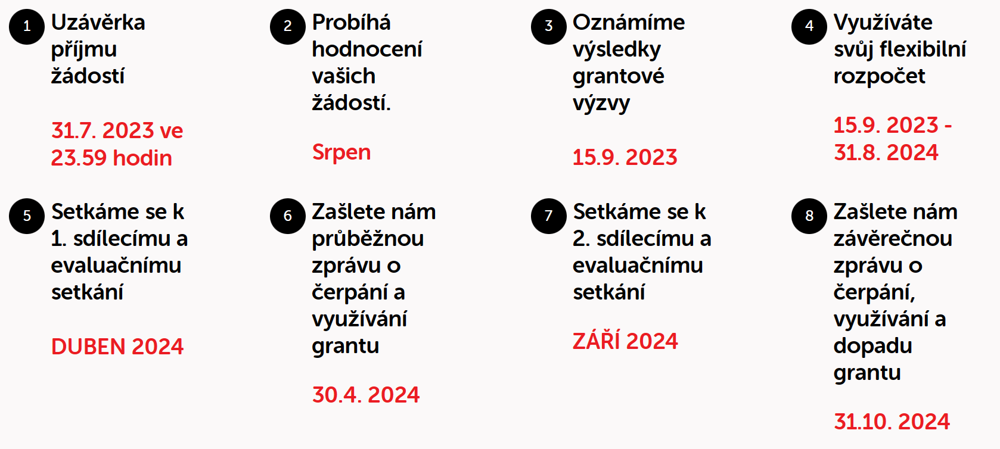 1
Uzávěrka
příjmu
žádostí
31.7. 2023 ve
23.59 hodin
2
Probíhá
hodnocení
vašich
žádostí.
Srpen
3
Oznámíme
výsledky
grantové
výzvy
15.9. 2023
4
Využíváte
svůj flexibilní
rozpočet
15.9. 2023 -
31.8. 2024
5
Setkáme se k
1. sdílecímu a
evaluačnímu
setkání
DUBEN 2024
6
Zašlete nám
průběžnou
zprávu o
čerpání a
využívání
grantu
30.4. 2024
7
Setkáme se k
2. sdílecímu a
evaluačnímu
setkání
ZÁŘÍ 2024
8
Zašlete nám
závěrečnou
zprávu o
čerpání,
využívání a
dopadu
grantu
31.10. 2024